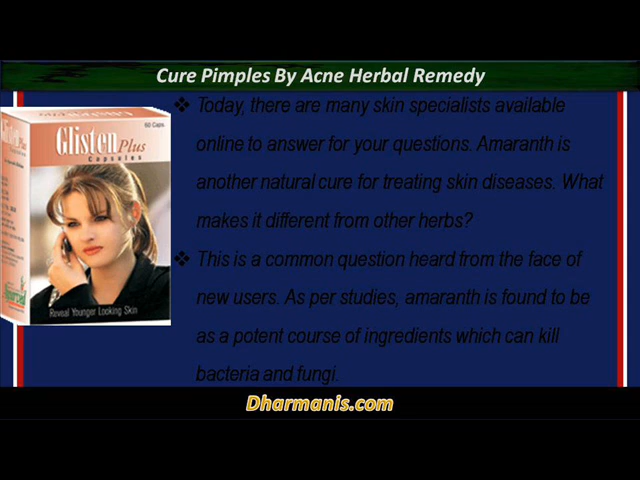 Cure Pimples By Acne Herbal Remedy
60 Caps
Glisten Plus
Capsules
Reveal Younger Looking Skin
❖ Today, there are many skin specialists available
online to answer for your questions. Amaranth is
another natural cure for treating skin diseases. What
makes it different from other herbs?
❖ This is a common question heard from the face of
new users. As per studies, amaranth is found to be
as a potent course of ingredients which can kill
bacteria and fungi.
Dharmanis.com